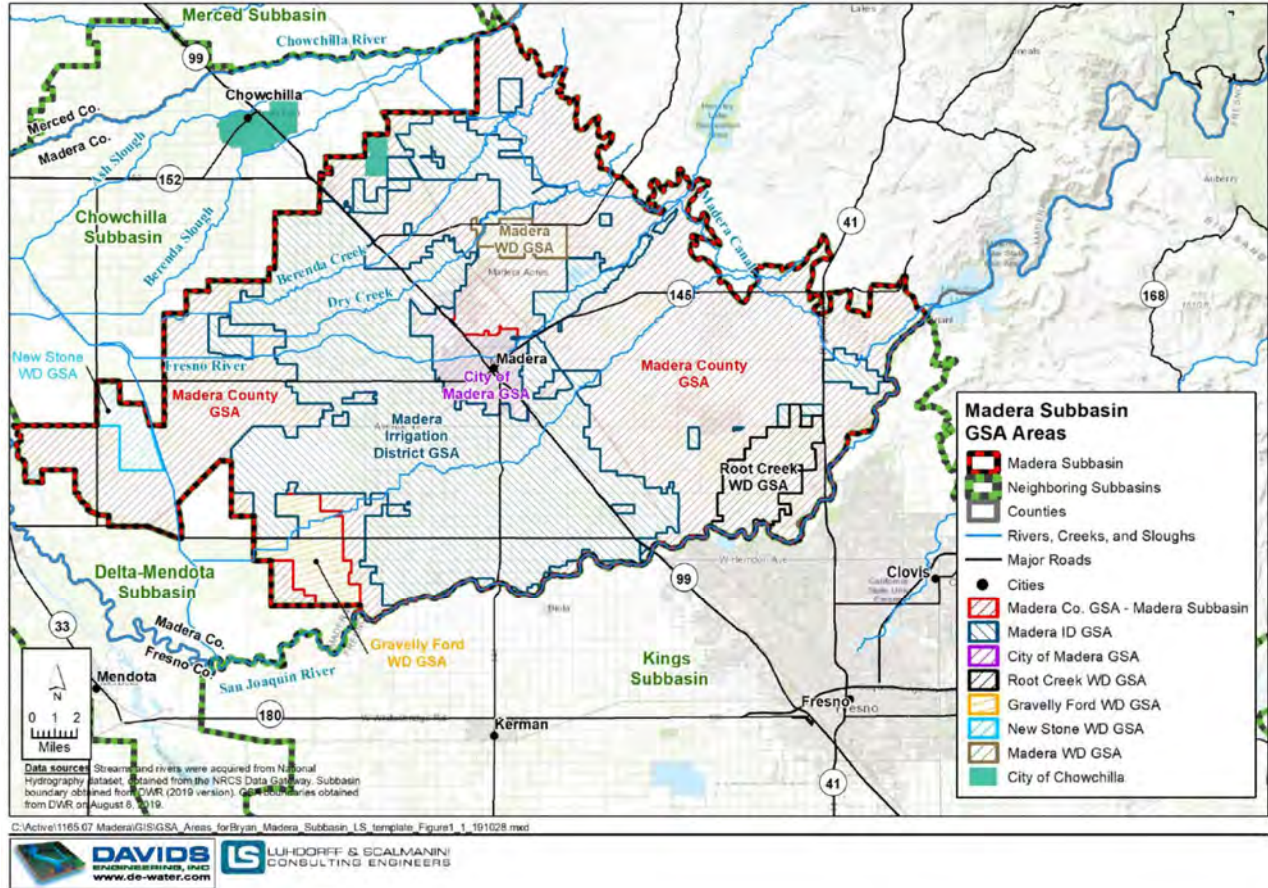 Merced Subbasin
Chowchilla River
Lakes
99
Chowchilla
Merced Co.
Madera Co.
Ash Slough
152
Chowchilla
Subbasin
Berenda Slough
41
Auberry
Madera
WD GSA
Madera Canal
Berenda Creek
Madera Acres
Dry Creek
145
168
New Stone
WD GSA
Fresno River
Madera
City of
Madera GSA
Madera County
GSA
Madera County
GSA
Madera
Irrigation
District GSA
Root Creek
WD GSA
Delta-Mendota
Subbasin
99
Clovis
33
Madera Co.
Fresno Co.
Gravelly Ford
WD GSA
Kings
Subbasin
San Joaquin River
Mendota
180
Kerman
Fresno
Fresno
41
N
0 1 2
Miles
Madera Subbasin
GSA Areas
Madera Subbasin
Neighboring Subbasins
Counties
Rivers, Creeks, and Sloughs
Major Roads
Cities
Madera Co. GSA - Madera Subbasin
Madera ID GSA
City of Madera GSA
Root Creek WD GSA
Gravelly Ford WD GSA
New Stone WD GSA
Madera WD GSA
City of Chowchilla
Data sources: Streams and rivers were acquired from National
Hydrography dataset, obtained from the NRCS Data Gateway. Subbasin
boundary obtained from DWR (2019 version). GSA boundaries obtained
from DWR on August 8, 2019.
C:\Active\1165.07 Madera\GIS\GSA_Areas_forBryan_Madera_Subbasin_LS_template_Figure1_1_191028.mxd
DAVIDS
ENGINEERING, INC
www.de-water.com
LS
LUHDORFF & SCALMANINI
CONSULTING ENGINEERS